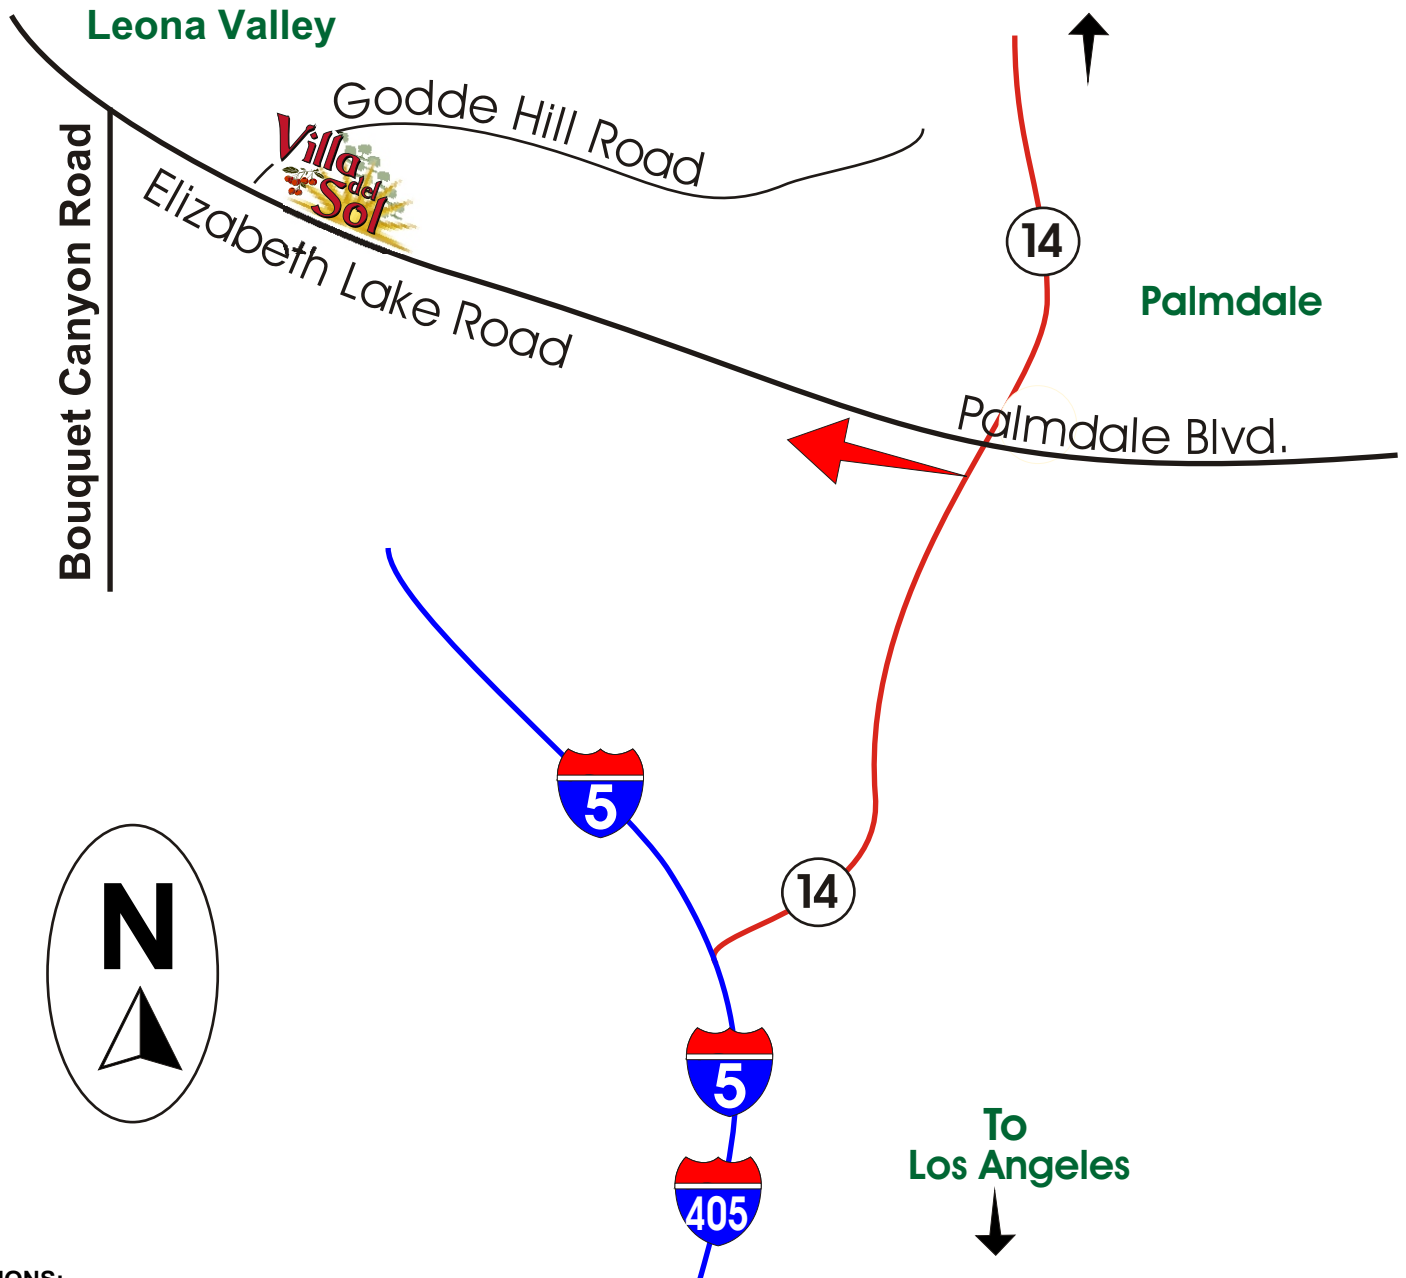 Leona Valley
Godde Hill Road
Villa
del
Sol
Bouquet Canyon Road
Elizabeth Lake Road
14
Palmdale
Palmdale Blvd.
5
14
N
5
To
Los Angeles
405